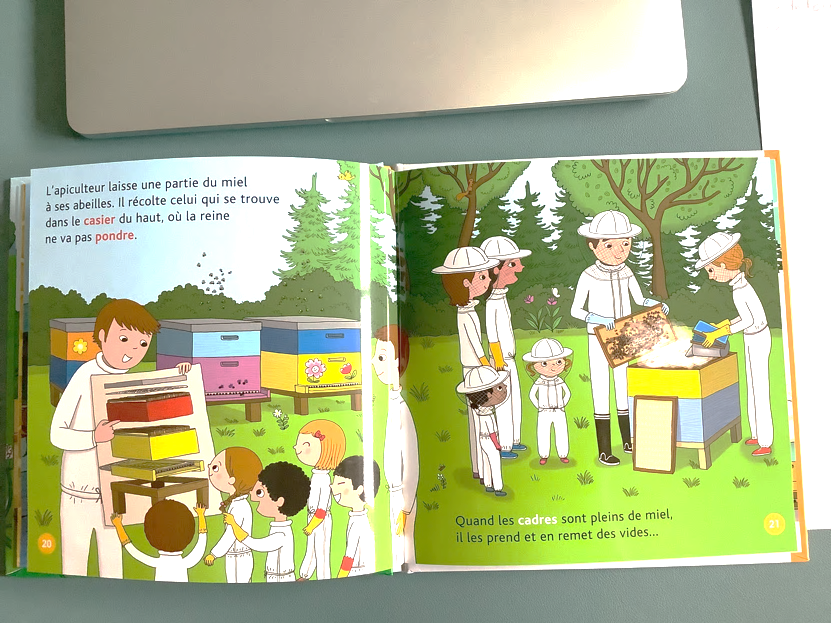 L'apiculteur laisse une partie du miel
à ses abeilles. Il récolte celui qui se trouve
dans le casier du haut, où la reine
ne va pas pondre.
20
Quand les cadres sont pleins de miel,
il les prend et en remet des vides...
21